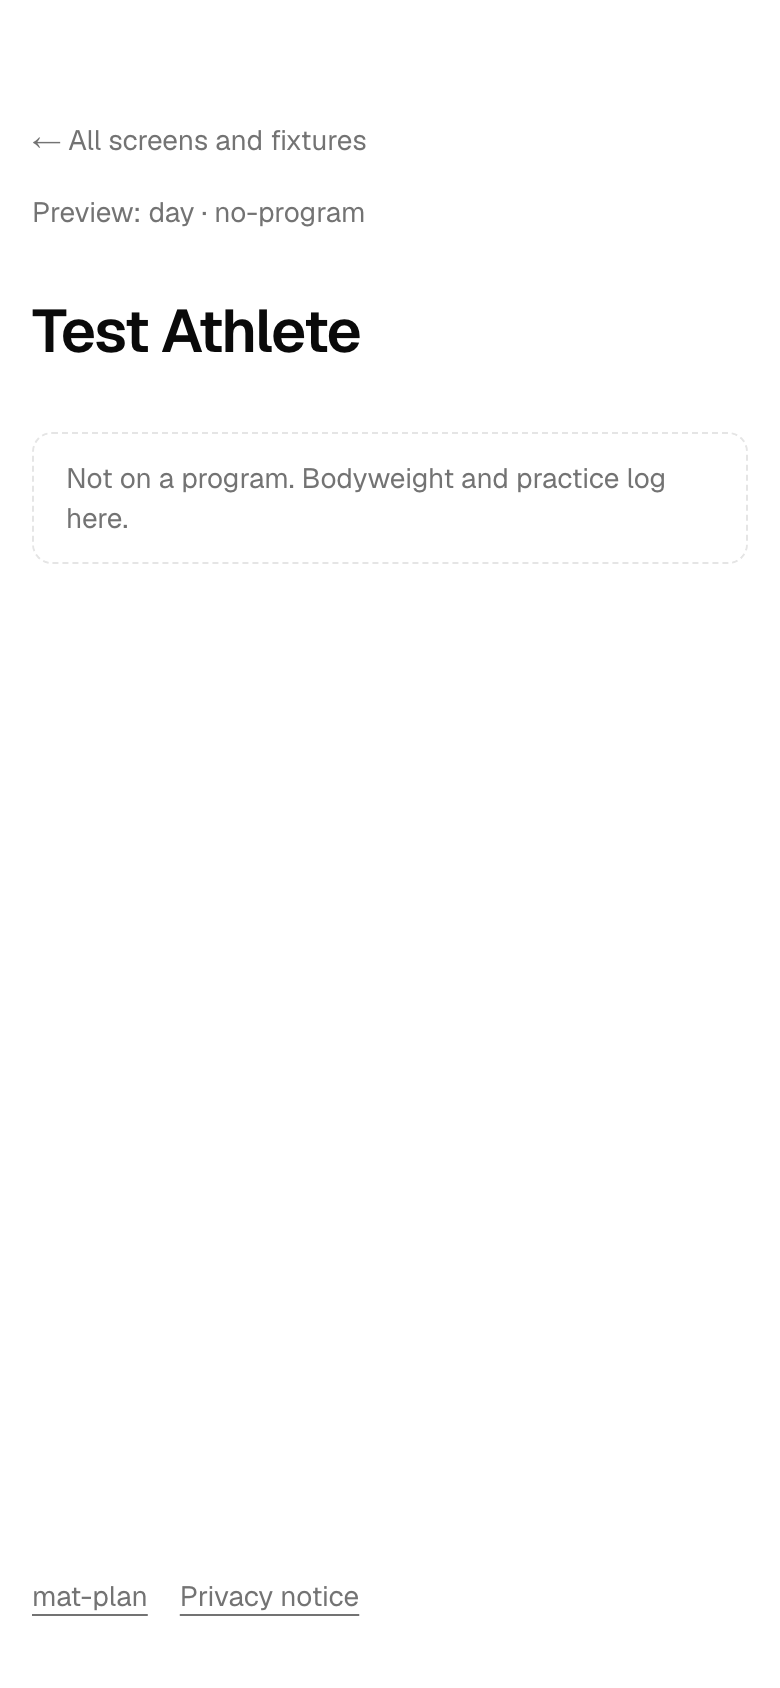 ← All screens and fixtures
Preview: day · no-program
Test Athlete
Not on a program. Bodyweight and practice log
here.
mat-plan Privacy notice